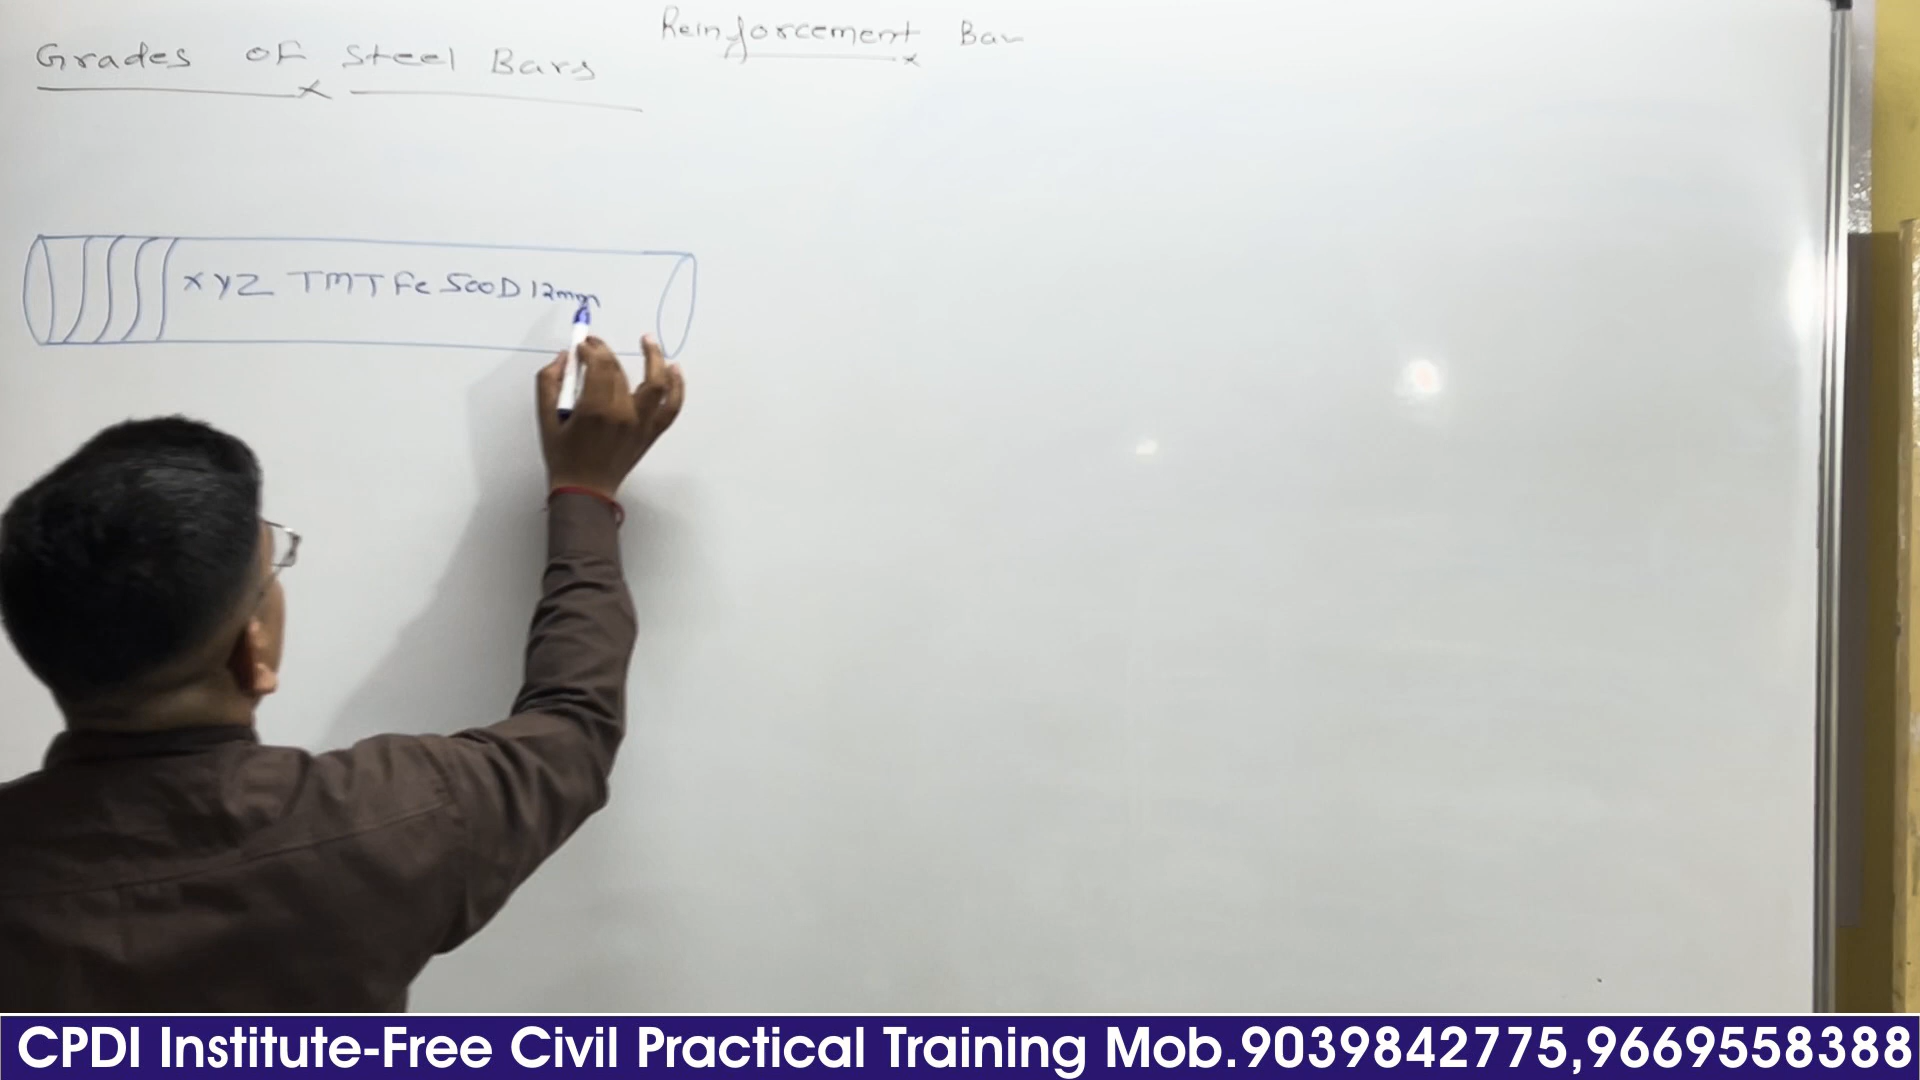 Reinforcement Bar
Grades of Steel Bars
XYZ TMT Fe 500D 12mm
CPDI Institute-Free Civil Practical Training Mob.9039842775,9669558388